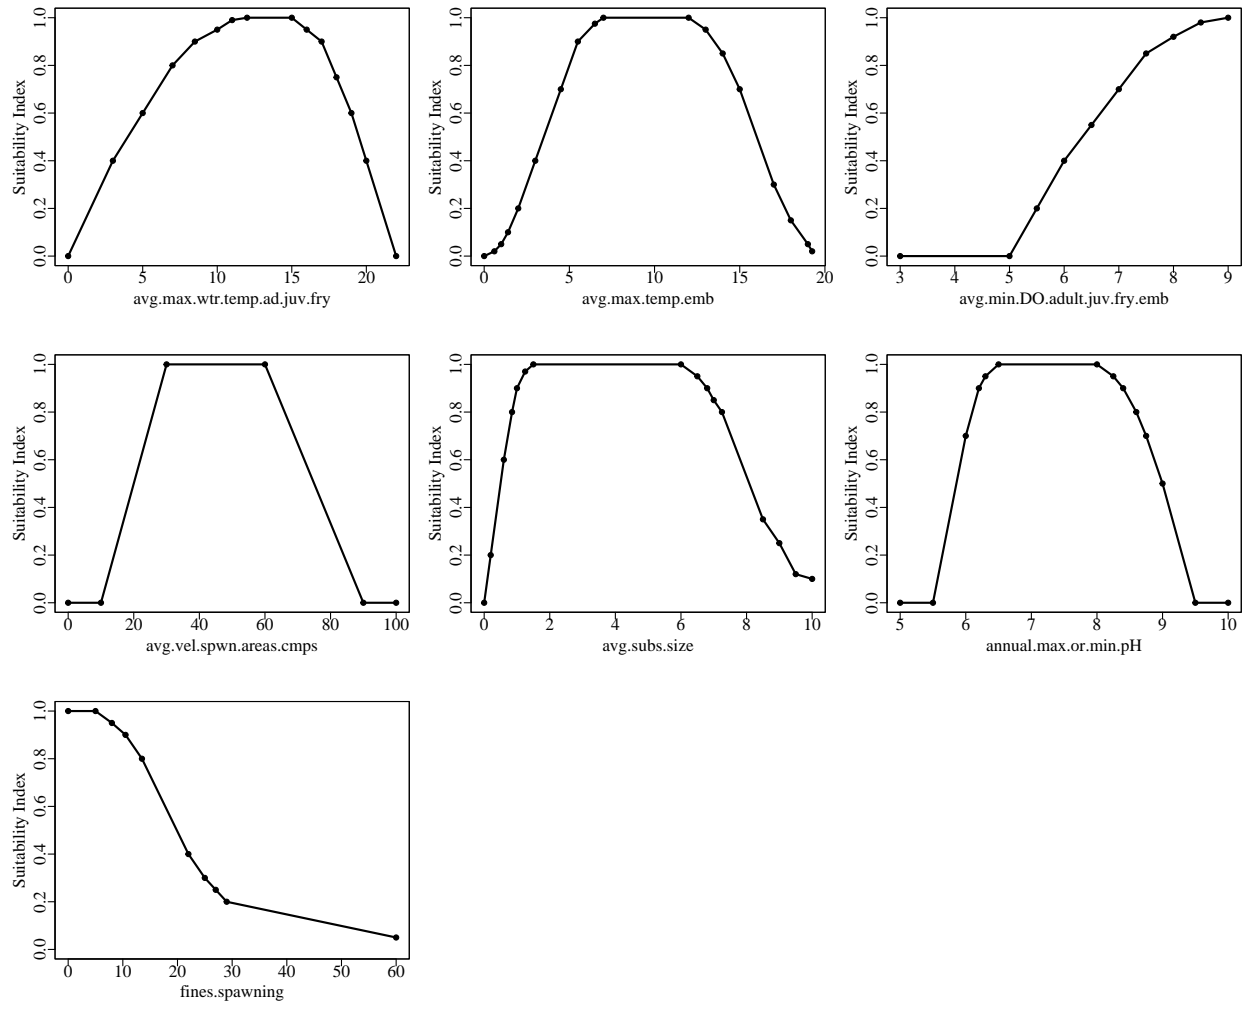 Suitability Index
0.0 0.2 0.4 0.6 0.8 1.0
0 5 10 15 20
avg.max.wtr.temp.ad.juv.fry
Suitability Index
0.0 0.2 0.4 0.6 0.8 1.0
0 5 10 15 20
avg.max.temp.emb
Suitability Index
0.0 0.2 0.4 0.6 0.8 1.0
3 4 5 6 7 8 9
avg.min.DO.adult.juv.fry.emb
Suitability Index
0.0 0.2 0.4 0.6 0.8 1.0
0 20 40 60 80 100
avg.vel.spwn.areas.cmps
Suitability Index
0.0 0.2 0.4 0.6 0.8 1.0
0 2 4 6 8 10
avg.subs.size
Suitability Index
0.0 0.2 0.4 0.6 0.8 1.0
5 6 7 8 9 10
annual.max.or.min.pH
Suitability Index
0.0 0.2 0.4 0.6 0.8 1.0
0 10 20 30 40 50 60
fines.spawning